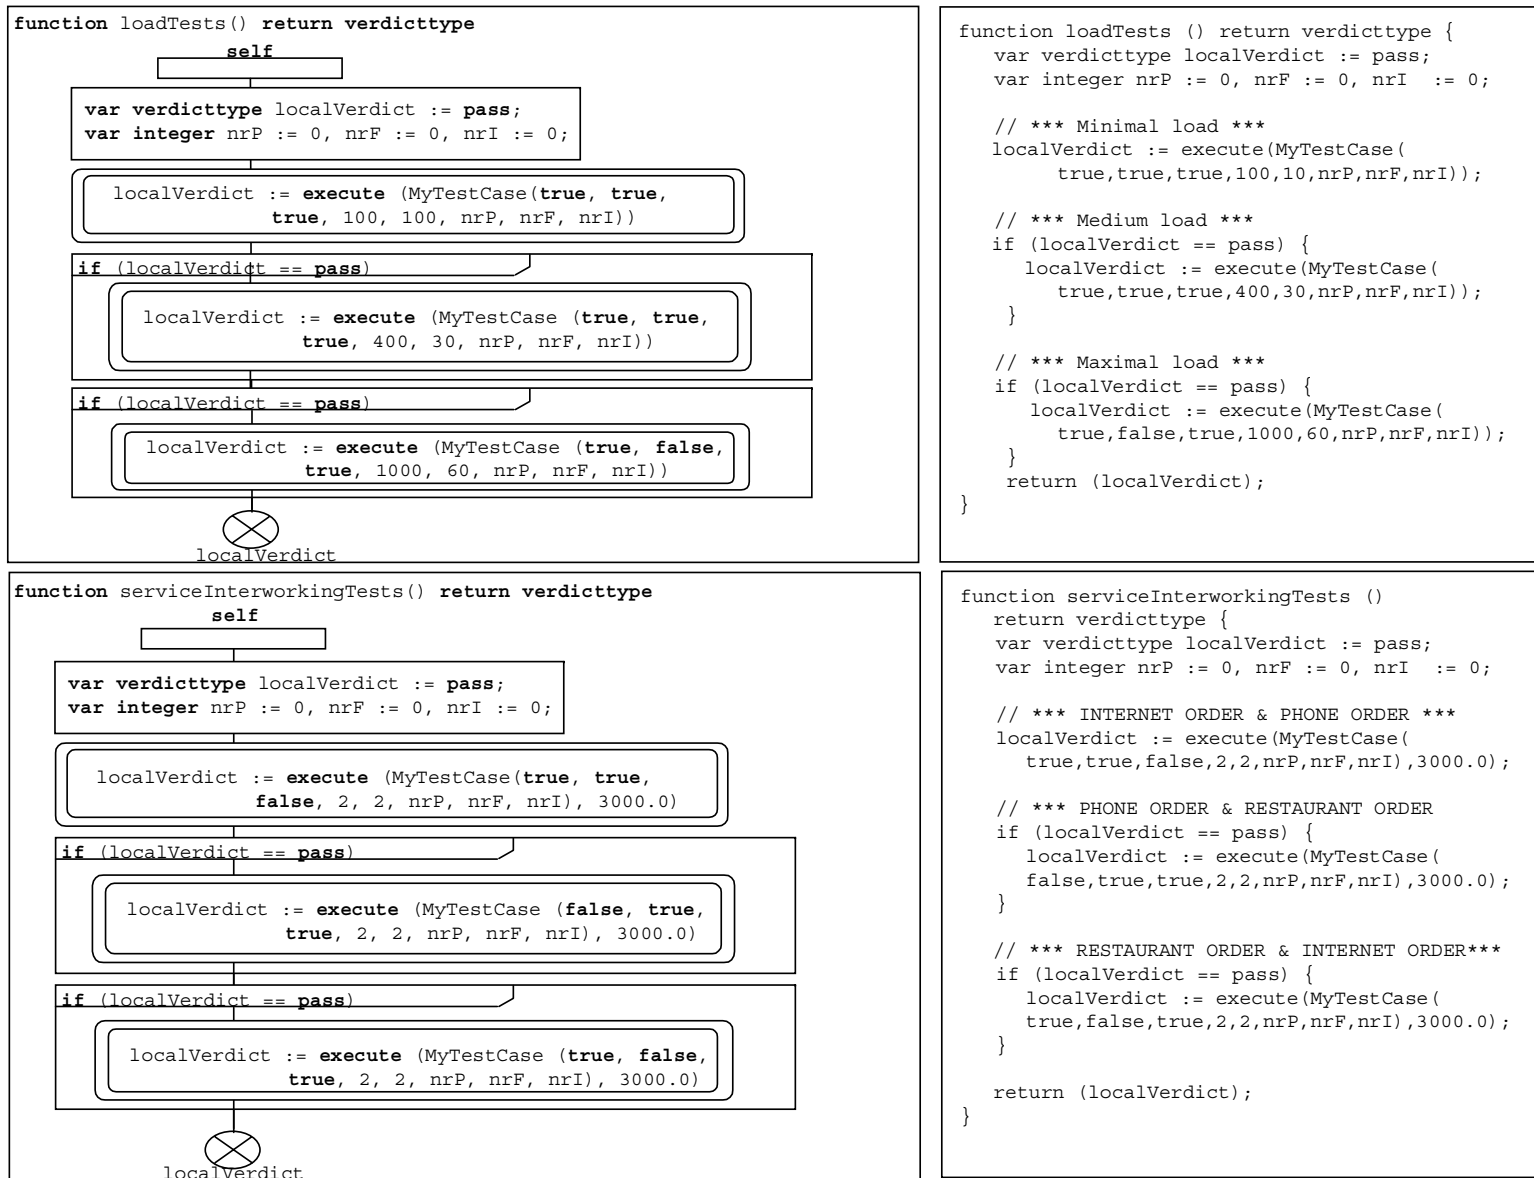 function loadTests() return verdicttype
self
var verdicttype localVerdict := pass;
var integer nrP := 0, nrF := 0, nrI := 0;
localVerdict := execute (MyTestCase(true, true,
true, 100, 100, nrP, nrF, nrI))
if (localVerdict == pass)
localVerdict := execute (MyTestCase (true, true,
true, 400, 30, nrP, nrF, nrI))
if (localVerdict == pass)
localVerdict := execute (MyTestCase (true, false,
true, 1000, 60, nrP, nrF, nrI))
localVerdict
function loadTests () return verdicttype {
var verdicttype localVerdict := pass;
var integer nrP := 0, nrF := 0, nrI := 0;
// *** Minimal load ***
localVerdict := execute(MyTestCase(
true,true,true,100,10,nrP,nrF,nrI));
// *** Medium load ***
if (localVerdict == pass) {
localVerdict := execute(MyTestCase(
true,true,true,400,30,nrP,nrF,nrI));
}
// *** Maximal load ***
if (localVerdict == pass) {
localVerdict := execute(MyTestCase(
true,false,true,1000,60,nrP,nrF,nrI));
}
return (localVerdict);
}
function serviceInterworkingTests() return verdicttype
self
var verdicttype localVerdict := pass;
var integer nrP := 0, nrF := 0, nrI := 0;
localVerdict := execute (MyTestCase(true, true,
false, 2, 2, nrP, nrF, nrI), 3000.0)
if (localVerdict == pass)
localVerdict := execute (MyTestCase (false, true,
true, 2, 2, nrP, nrF, nrI), 3000.0)
if (localVerdict == pass)
localVerdict := execute (MyTestCase (true, false,
true, 2, 2, nrP, nrF, nrI), 3000.0)
localVerdict
function serviceInterworkingTests ()
return verdicttype {
var verdicttype localVerdict := pass;
var integer nrP := 0, nrF := 0, nrI := 0;
// *** INTERNET ORDER & PHONE ORDER ***
localVerdict := execute(MyTestCase(
true,true,false,2,2,nrP,nrF,nrI),3000.0);
// *** PHONE ORDER & RESTAURANT ORDER
if (localVerdict == pass) {
localVerdict := execute(MyTestCase(
false,true,true,2,2,nrP,nrF,nrI),3000.0);
}
// *** RESTAURANT ORDER & INTERNET ORDER***
if (localVerdict == pass) {
localVerdict := execute(MyTestCase(
true,false,true,2,2,nrP,nrF,nrI),3000.0);
}
return (localVerdict);
}